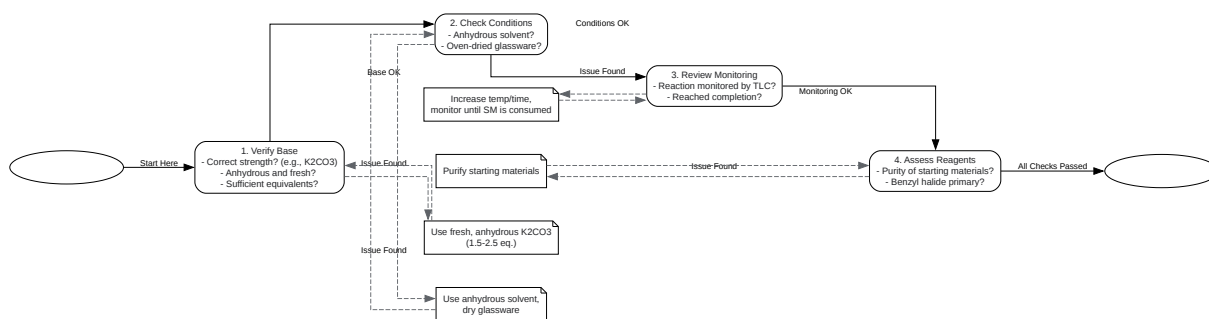 2. Check Conditions
- Anhydrous solvent?
- Oven-dried glassware?
Conditions OK
Base OK
Issue Found
3. Review Monitoring
- Reaction monitored by TLC?
- Reached completion?
Monitoring OK
Increase temp/time,
monitor until SM is consumed
Start Here
1. Verify Base
- Correct strength? (e.g., K2CO3)
- Anhydrous and fresh?
- Sufficient equivalents?
Issue Found
Purify starting materials
Issue Found
4. Assess Reagents
- Purity of starting materials?
- Benzyl halide primary?
All Checks Passed
Use fresh, anhydrous K2CO3
(1.5-2.5 eq.)
Issue Found
Use anhydrous solvent,
dry glassware